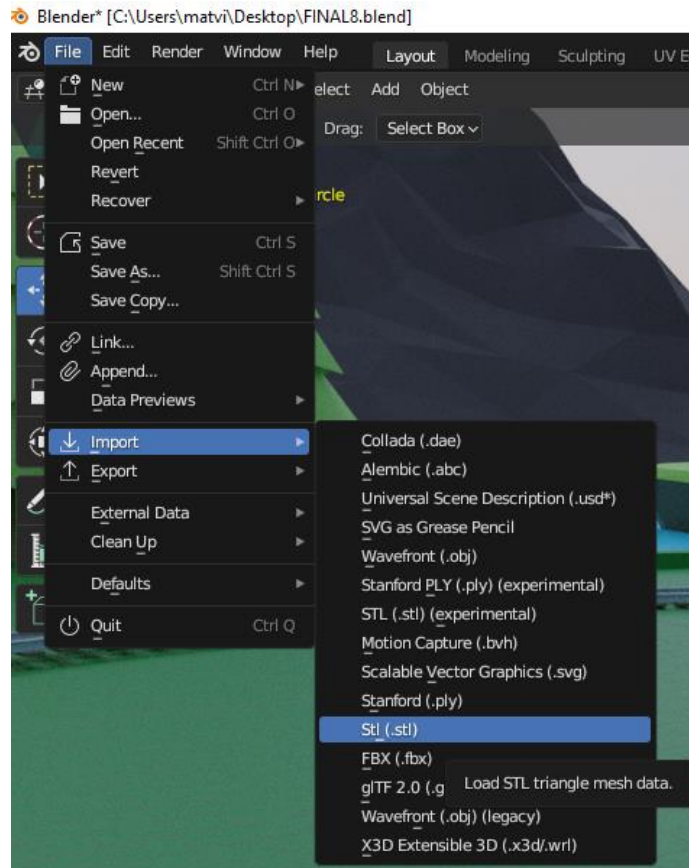 Blender* [C:\Users\matvi\Desktop\FINAL8.blend]
File Edit Render Window Help Layout Modeling Sculpting UV E
New Ctrl N
elect Add Object
Open... Ctrl O
Drag: Select Box
Open Recent Shift Ctrl O
Revert
Recover
rcle
Save Ctrl S
Save As... Shift Ctrl S
Save Copy...
Link...
Append...
Data Previews
Import
Export
External Data
Clean Up
Defaults
Quit Ctrl Q
Collada (.dae)
Alembic (.abc)
Universal Scene Description (.usd*)
SVG as Grease Pencil
Wavefront (.obj)
Stanford PLY (.ply) (experimental)
STL (.stl) (experimental)
Motion Capture (.bvh)
Scalable Vector Graphics (.svg)
Stanford (.ply)
Stl (.stl)
FBX (.fbx)
glTF 2.0 (.g
Load STL triangle mesh data.
Wavefront (.obj) (legacy)
X3D Extensible 3D (.x3d/.wrl)